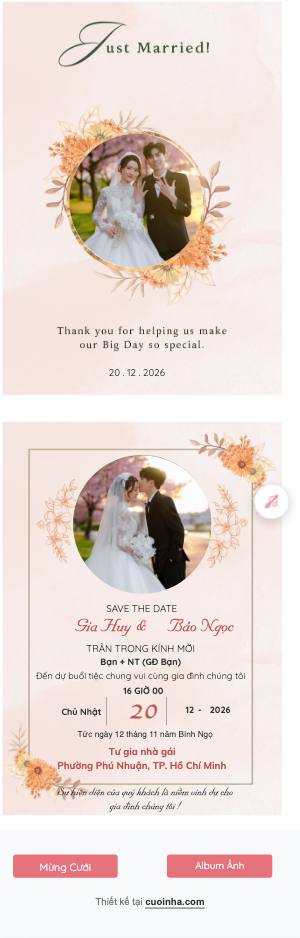 Just Married!
Thank you for helping us make
our Big Day so special.
20 . 12 . 2026
SAVE THE DATE
Gia Huy & Bảo Ngọc
TRÂN TRỌNG KÍNH MỜI
Bạn + NT (GĐ Bạn)
Đến dự buổi tiệc chung vui cùng gia đình chúng tôi
16 GIỜ 00
Chủ Nhật 20 12 - 2026
Tức ngày 12 tháng 11 năm Bính Ngọ
Tư gia nhà gái
Phường Phú Nhuận, TP. Hồ Chí Minh
Sự hiện diện của quý khách là niềm vinh dự cho
gia đình chúng tôi !
Mừng Cưới Album Ảnh
Thiết kế tại cuoinha.com